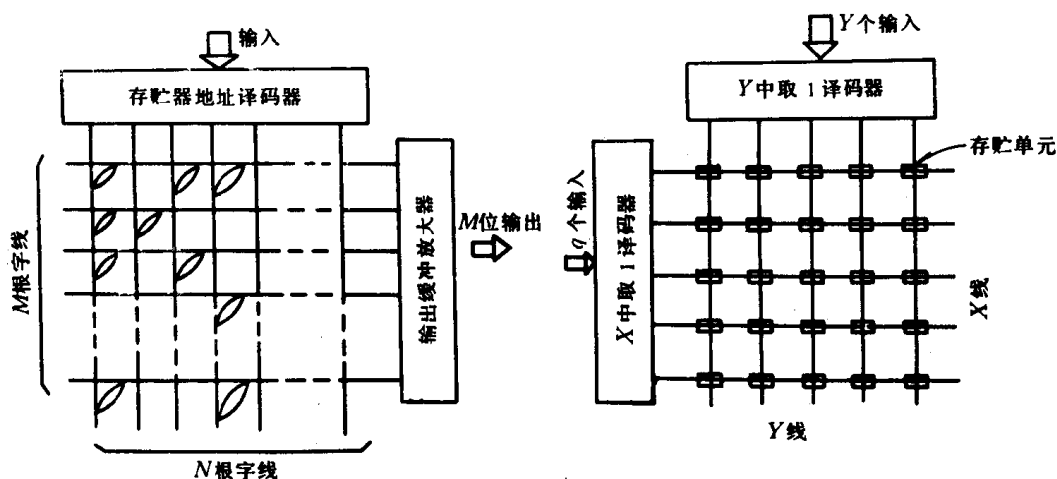 输入
存贮器地址译码器
M根字线
输出缓冲放大器
M位输出
N根字线
Y个输入
Y中取1译码器
存贮单元
q个输入
X中取1译码器
X线
Y线